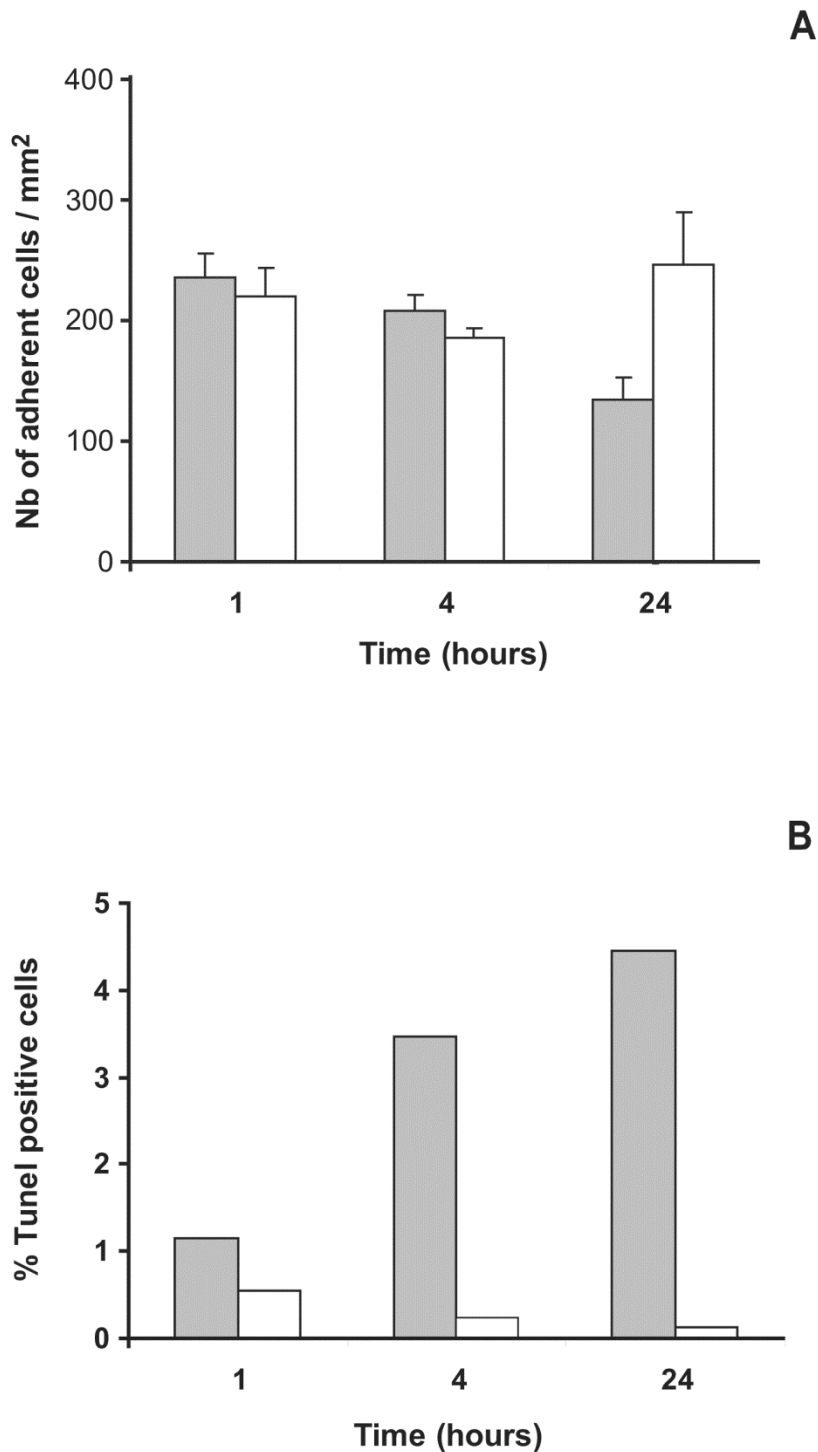 A
400
300
200
100
0
Nb of adherent cells / mm²
1 4 24
Time (hours)
B
5
4
3
2
1
0
% Tunel positive cells
1 4 24
Time (hours)